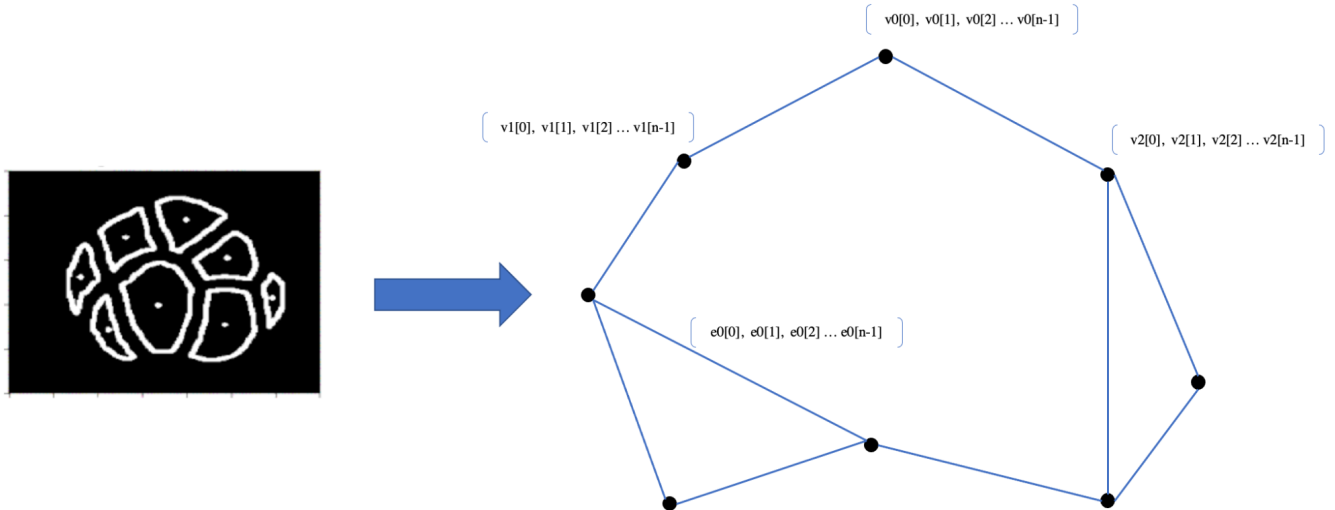 v0[0], v0[1], v0[2] … v0[n-1]
v1[0], v1[1], v1[2] … v1[n-1]
v2[0], v2[1], v2[2] … v2[n-1]
e0[0], e0[1], e0[2] … e0[n-1]